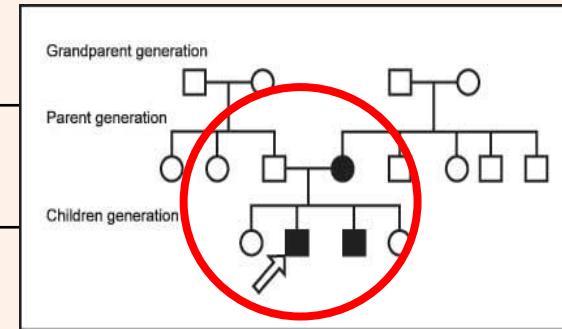 Grandparent generation
Parent generation
Children generation